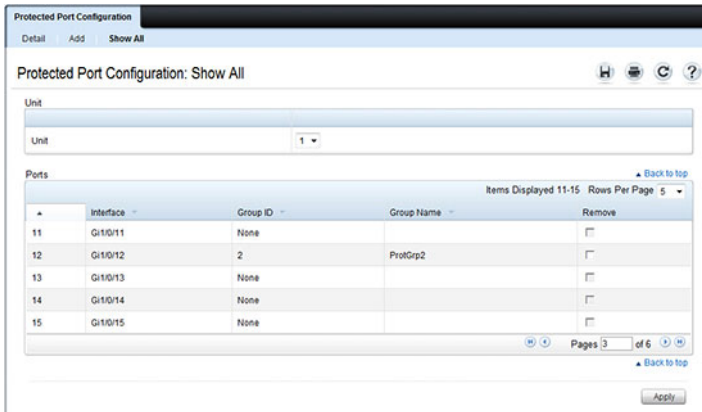 Protected Port Configuration
Detail Add Show All
Protected Port Configuration: Show All
?
Unit
Unit 1
Ports
Back to top
Items Displayed 11-15 Rows Per Page 5
Interface Group ID Group Name Remove
11 Gi1/0/11 None
12 Gi1/0/12 2 ProtGrp2
13 Gi1/0/13 None
14 Gi1/0/14 None
15 Gi1/0/15 None
Pages 3 of 6
Back to top
Apply